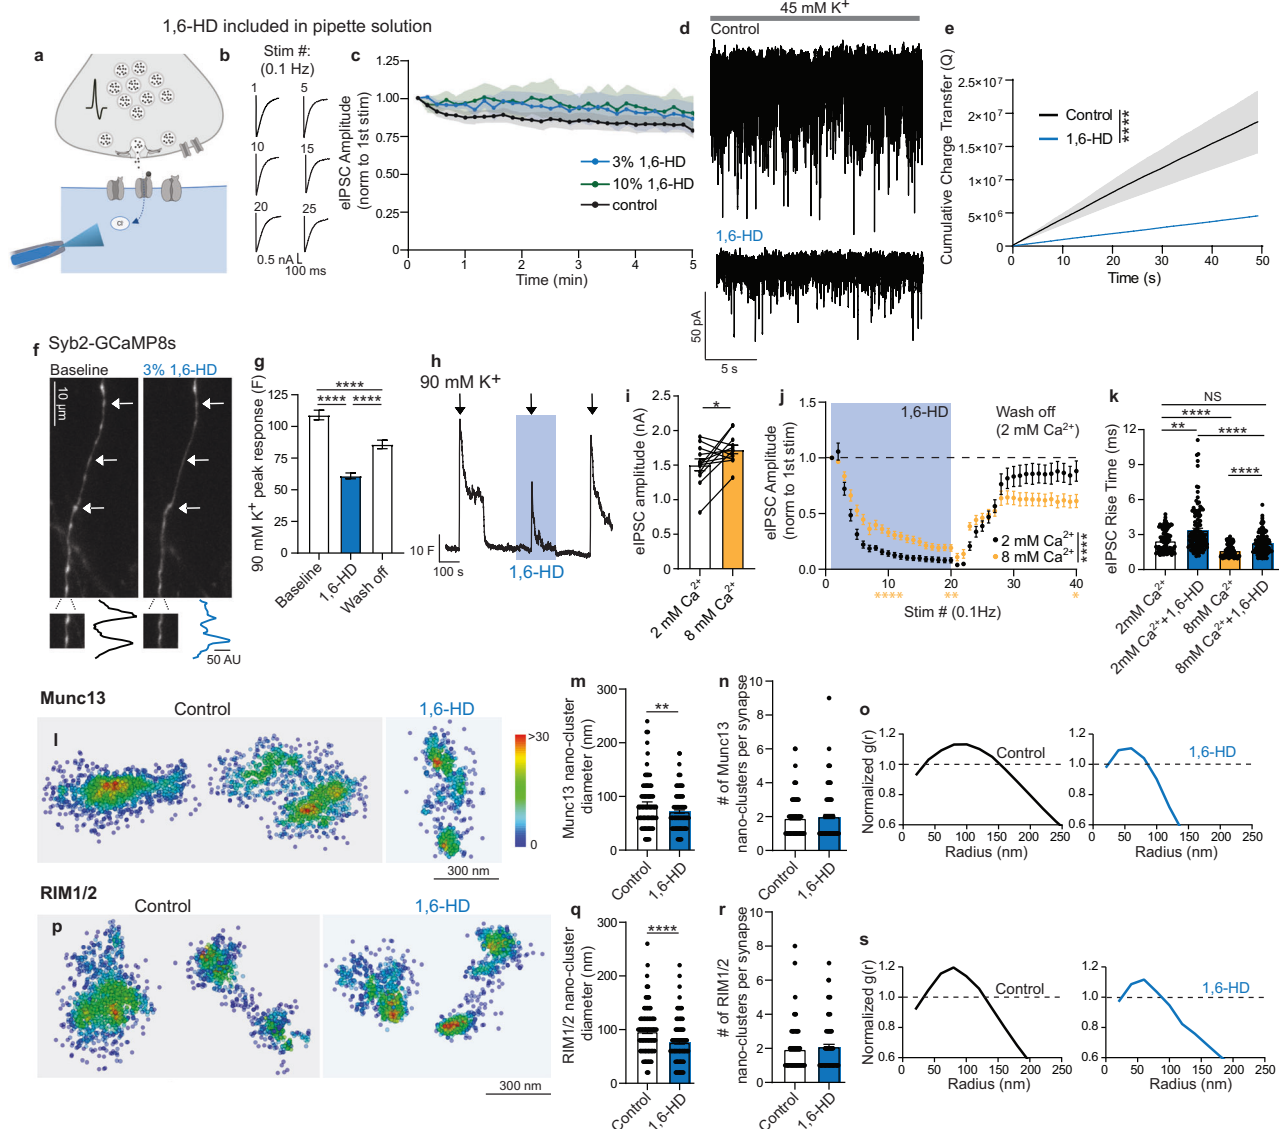 1,6-HD included in pipette solution
a
Cl⁻
b
Stim #:
(0.1 Hz)
1
5
10
15
20
25
0.5 nA
100 ms
c
eIPSC Amplitude
(norm to 1st stim)
1.25
1.00
0.75
0.50
0.25
0
3% 1,6-HD
10% 1,6-HD
control
0
1
2
3
4
5
Time (min)
d
45 mM K⁺
Control
1,6-HD
50 pA
5 s
e
Cumulative Charge Transfer (Q)
2.5×10⁷
2×10⁷
1×10⁷
1×10⁷
5×10⁶
0
Control
1,6-HD
****
0
10
20
30
40
50
Time (s)
f
Syb2-GCaMP8s
Baseline
3% 1,6-HD
10 µm
50 AU
g
90 mM K⁺ peak response (F)
125
100
75
50
25
0
****
**** ****
Baseline
1,6-HD
Wash off
h
90 mM K⁺
10 F
100 s
1,6-HD
i
eIPSC amplitude (nA)
2.5
2.0
1.5
1.0
0.5
0
*
2 mM Ca²⁺
8 mM Ca²⁺
j
eIPSC Amplitude
(norm to 1st stim)
1.5
1.0
0.5
0.0
1,6-HD
Wash off
(2 mM Ca²⁺)
2 mM Ca²⁺
8 mM Ca²⁺
****
0
10
20
30
40
****
**
*
Stim # (0.1Hz)
k
eIPSC Rise Time (ms)
12
9
6
3
0
NS
****
**
****
****
2mM Ca²⁺
2mM Ca²⁺+1,6-HD
8mM Ca²⁺
8mM Ca²⁺+1,6-HD
Munc13
l
Control
1,6-HD
>30
0
300 nm
m
Munc13 nano-cluster
diameter (nm)
300
200
100
0
**
Control
1,6-HD
n
# of Munc13
nano-clusters per synapse
10
8
6
4
2
0
Control
1,6-HD
o
Normalized g(r)
1.2
1.0
0.8
0.6
Control
0
50
100
150
200
250
Radius (nm)
1.2
1.0
0.8
0.6
1,6-HD
0
50
100
150
200
250
Radius (nm)
RIM1/2
p
Control
1,6-HD
300 nm
q
RIM1/2 nano-cluster
diameter (nm)
300
200
100
0
****
Control
1,6-HD
r
# of RIM1/2
nano-clusters per synapse
10
8
6
4
2
0
Control
1,6-HD
s
Normalized g(r)
1.2
1.0
1.2
0.6
Control
0
50
100
150
200
250
Radius (nm)
1.2
1.0
0.8
0.6
1,6-HD
0
50
100
150
200
250
Radius (nm)